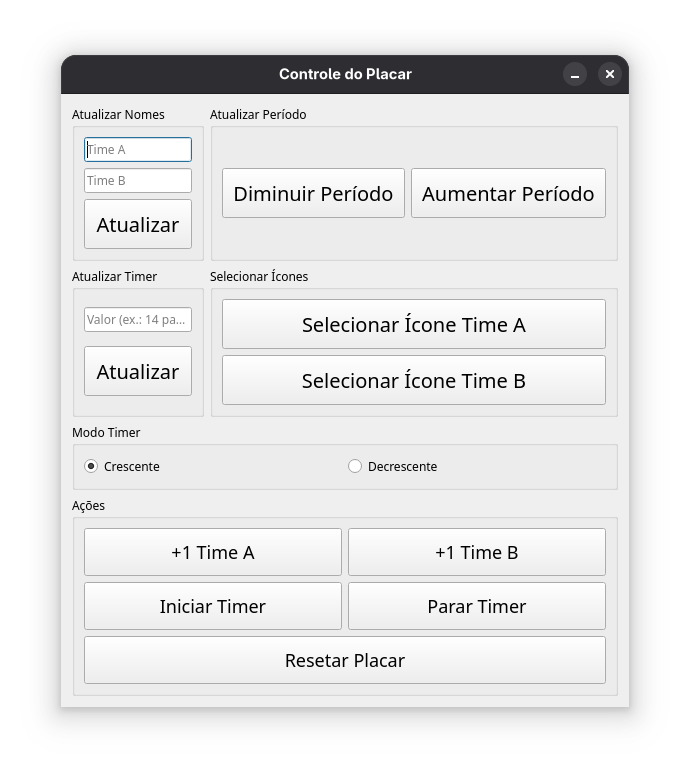 Controle do Placar
Atualizar Nomes
Atualizar Período
Time A
Time B
Atualizar
Diminuir Período
Aumentar Período
Atualizar Timer
Selecionar Ícones
Valor (ex.: 14 pa...
Atualizar
Selecionar Ícone Time A
Selecionar Ícone Time B
Modo Timer
Crescente
Decrescente
Ações
+1 Time A
+1 Time B
Iniciar Timer
Parar Timer
Resetar Placar